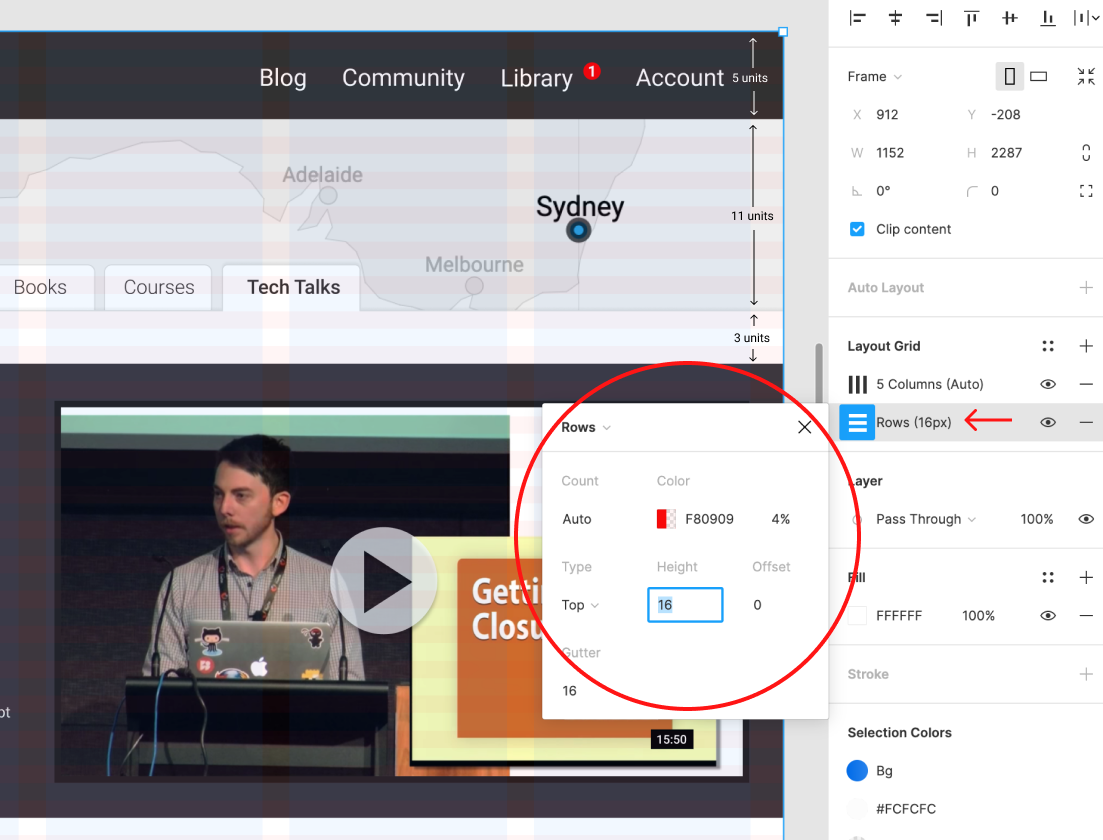 Blog
Community
Library
1
Account
5 units
Adelaide
Sydney
11 units
Melbourne
Books
Courses
Tech Talks
3 units
15:50
Frame
X 912
Y -208
W 1152
H 2287
0°
0
Clip content
Auto Layout
Layout Grid
5 Columns (Auto)
Rows (16px)
Rows
Count
Color
Auto
F80909
4%
Type
Height
Offset
Top
16
0
Gutter
16
Layer
Pass Through
100%
Fill
FFFFFF
100%
Stroke
Selection Colors
Bg
#FCFCFC